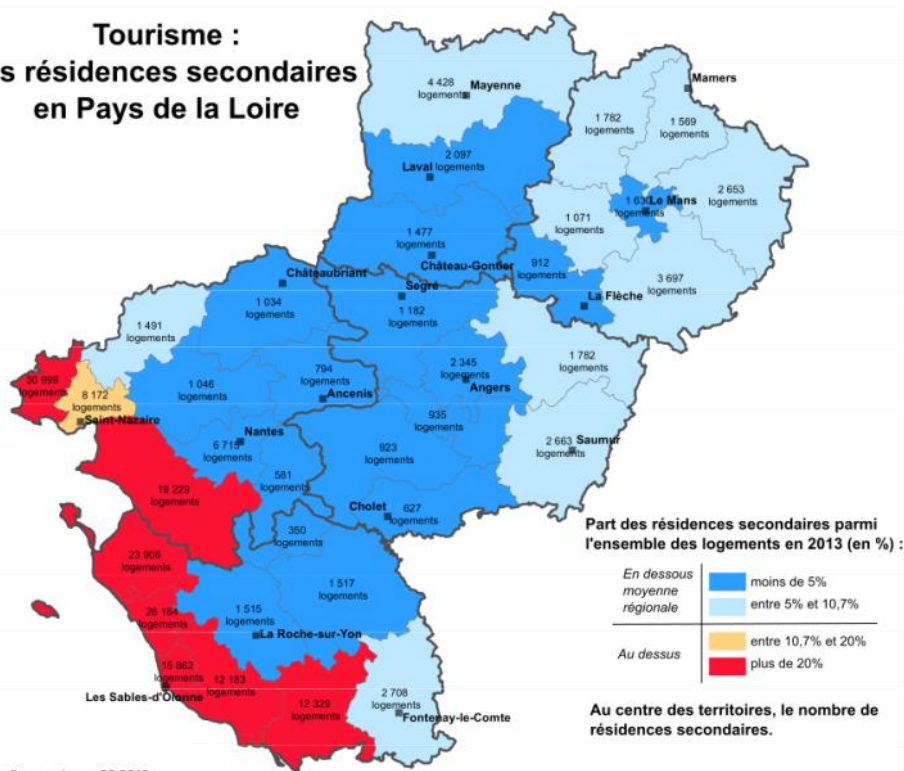 Tourisme :
s résidences secondaires
en Pays de la Loire
4 428
logements
Mayenne
Mamers
1 782
logements
1 569
logements
2 097
logements
Laval
2 653
logements
1 630
logements
Le Mans
1 071
logements
1 477
logements
Château-Gontier
912
logements
3 697
logements
La Flèche
Châteaubriant
Segré
1 034
logements
1 182
logements
1 491
logements
1 782
logements
30 999
logements
8 172
logements
Saint-Nazaire
1 046
logements
794
logements
Ancenis
2 345
logements
Angers
935
logements
6 715
logements
Nantes
923
logements
2 663
logements
Saumur
581
logements
19 229
logements
Cholet
627
logements
350
logements
23 906
logements
1 517
logements
26 184
logements
1 515
logements
La Roche-sur-Yon
15 862
logements
12 183
logements
Les Sables-d'Olonne
12 329
logements
2 708
logements
Fontenay-le-Comte
Part des résidences secondaires parmi
l'ensemble des logements en 2013 (en %) :
En dessous
moyenne
régionale
moins de 5%
entre 5% et 10,7%
Au dessus
entre 10,7% et 20%
plus de 20%
Au centre des territoires, le nombre de
résidences secondaires.